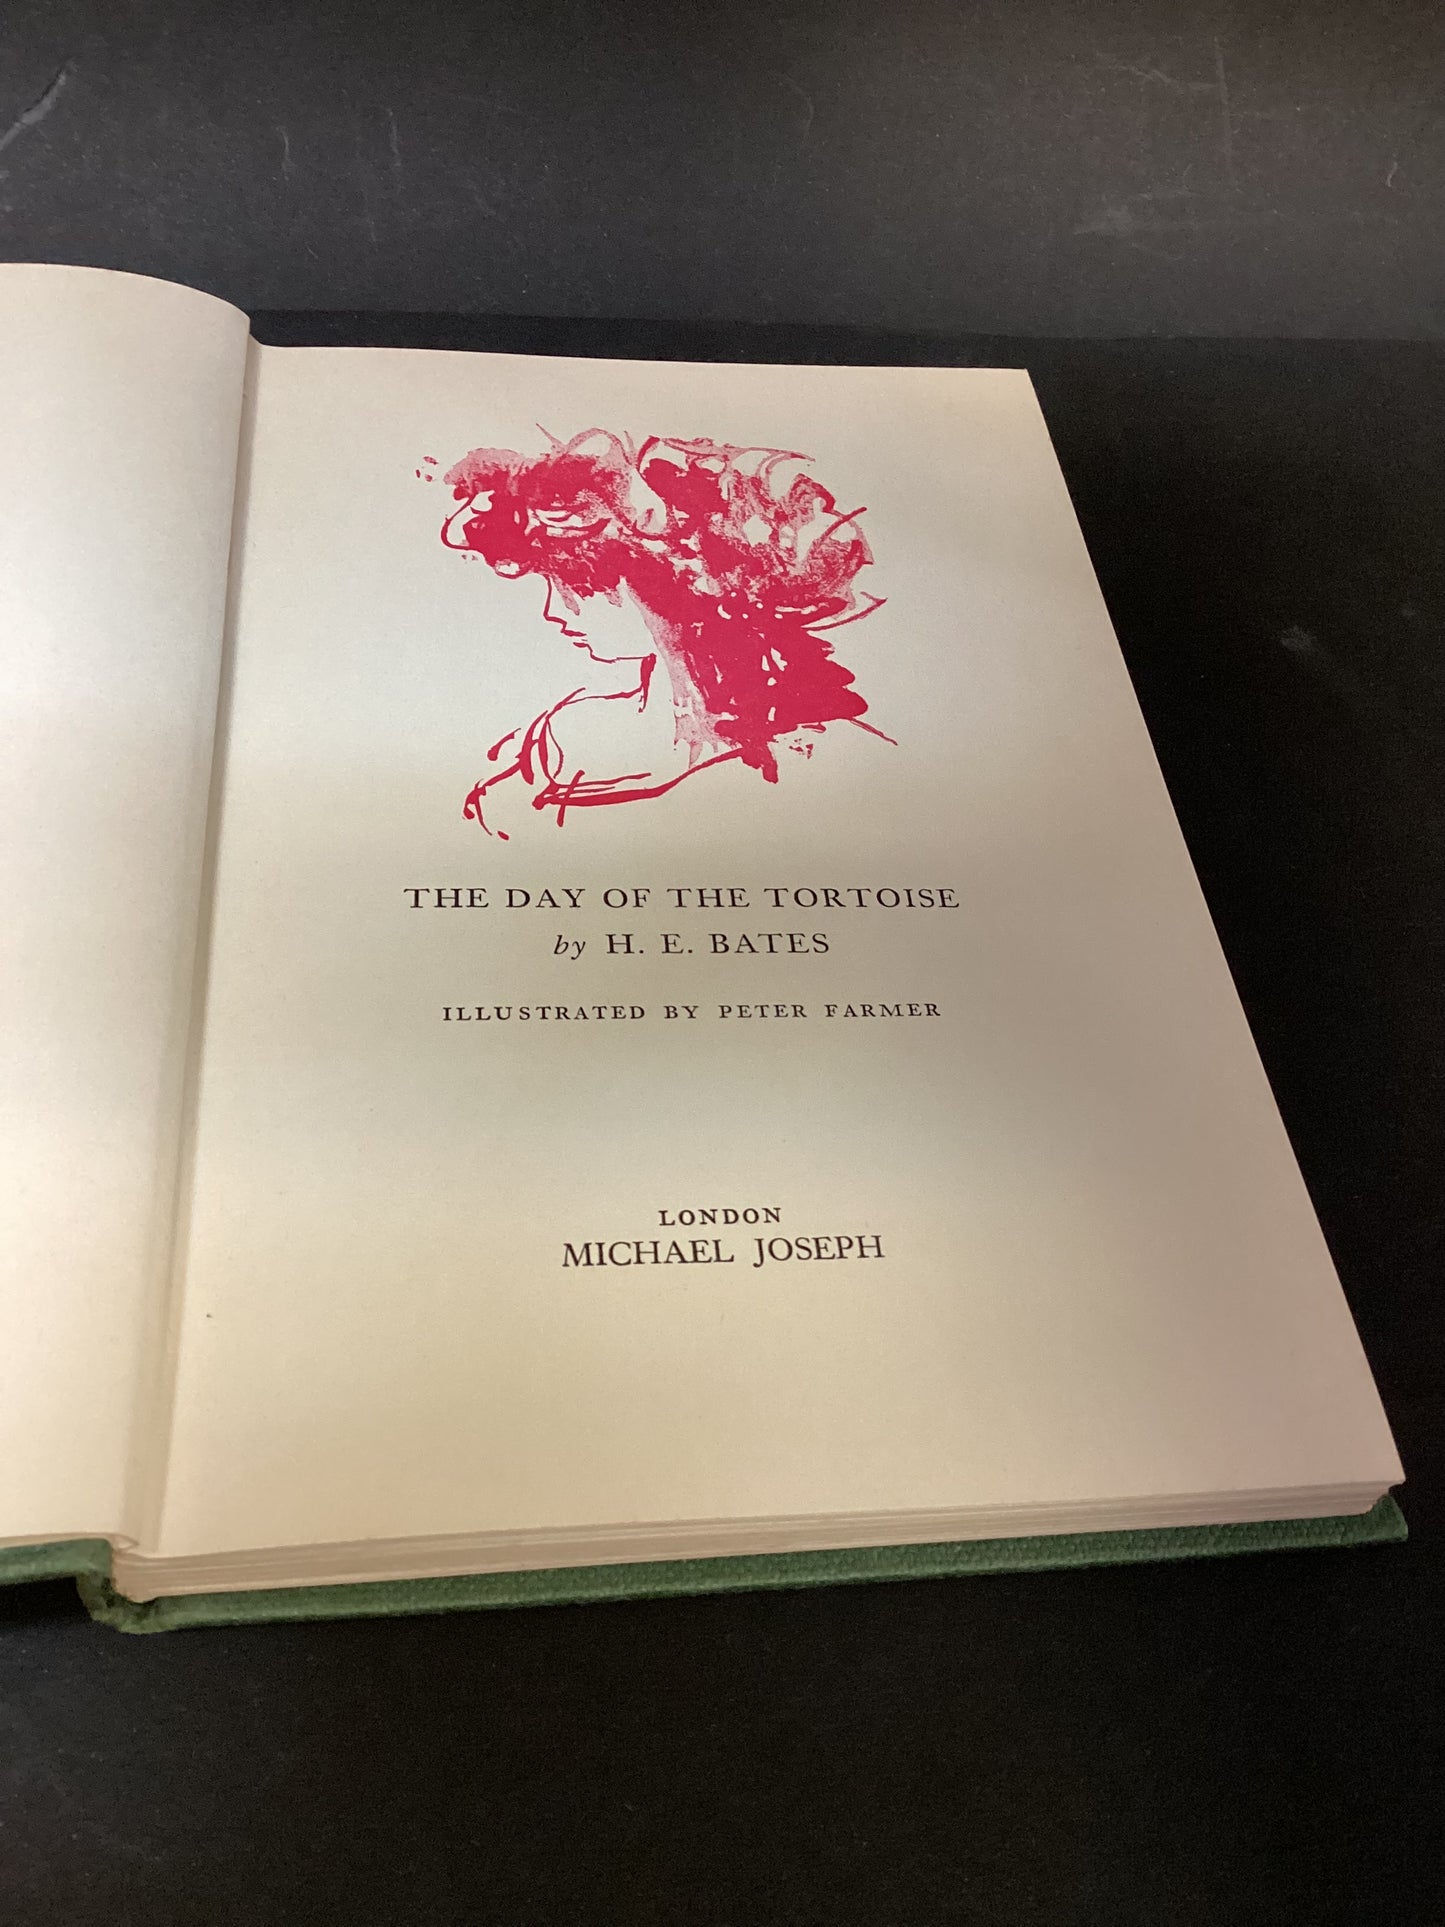 THE DAY OF THE TORTOISE
by H. E. BATES
ILLUSTRATED BY PETER FARMER
LONDON
MICHAEL JOSEPH